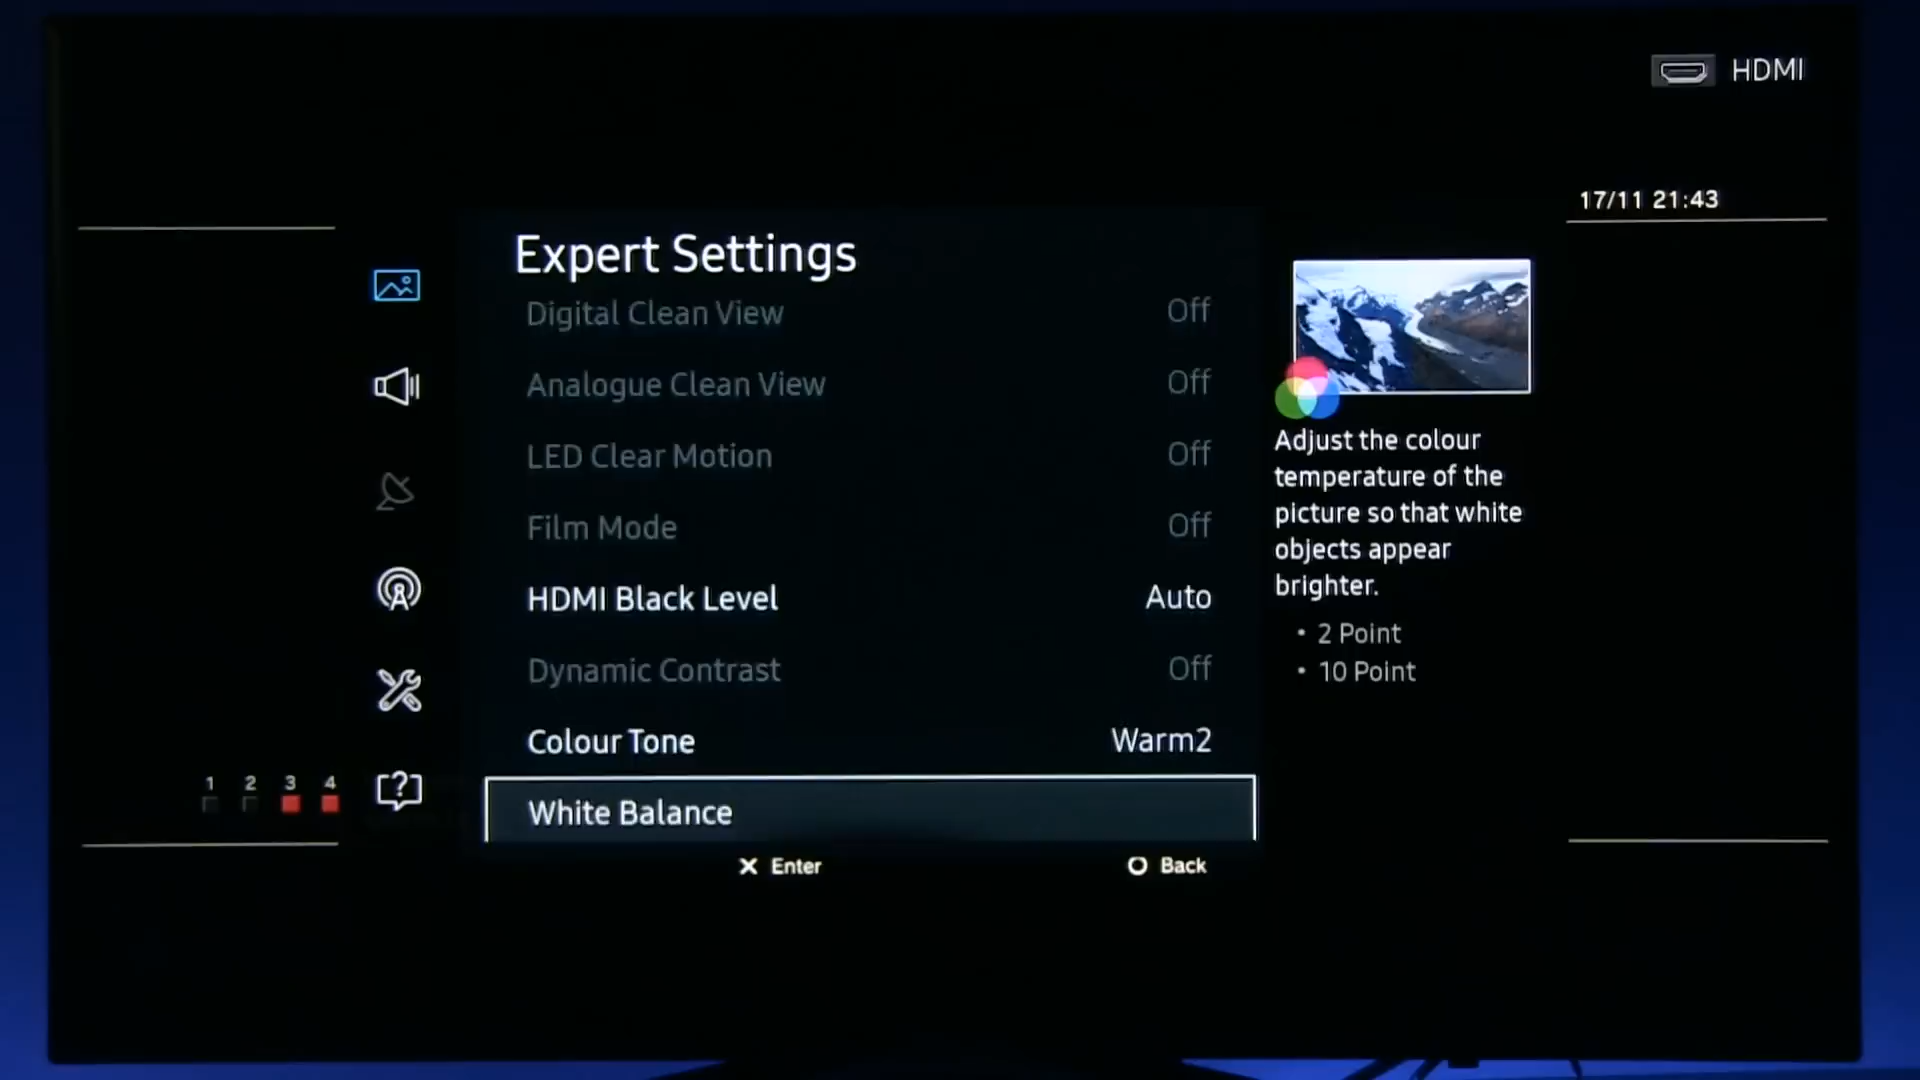 HDMI
17/11 21:43
Expert Settings
Digital Clean View Off
Analogue Clean View Off
LED Clear Motion Off
Film Mode Off
HDMI Black Level Auto
Dynamic Contrast Off
Colour Tone Warm2
White Balance
Enter Back
Adjust the colour
temperature of the
picture so that white
objects appear
brighter.
• 2 Point
• 10 Point
1 2 3 4